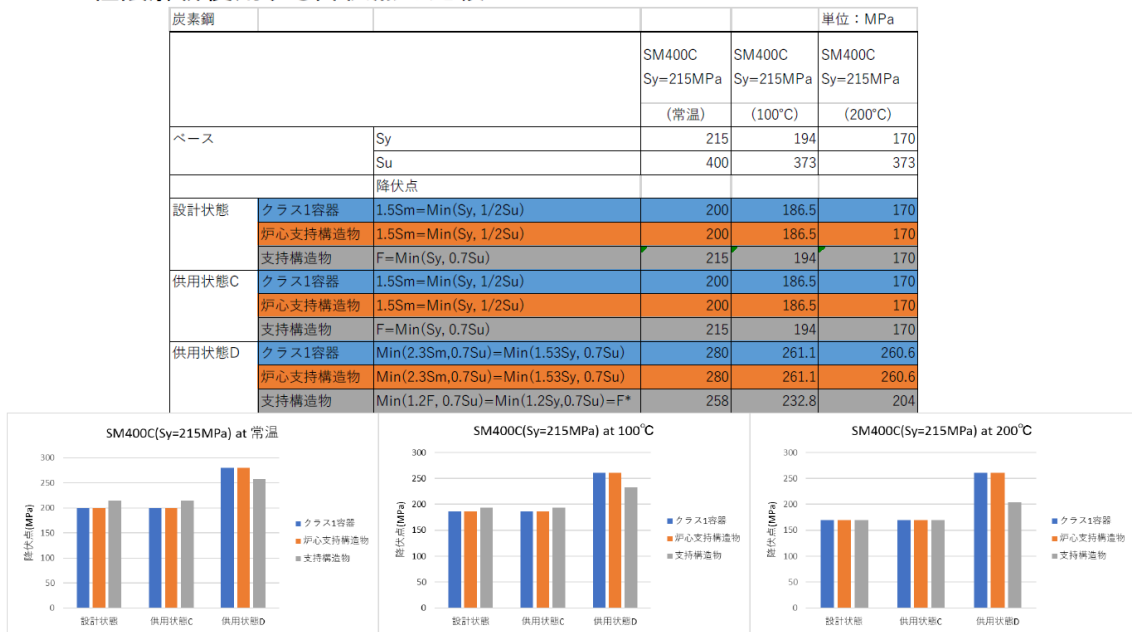 炭素鋼 単位：MPa
SM400C SM400C SM400C
Sy=215MPa Sy=215MPa Sy=215MPa
（常温） （100℃） （200℃）
ベース Sy 215 194 170
Su 400 373 373
降伏点
設計状態 クラス1容器 1.5Sm=Min(Sy, 1/2Su) 200 186.5 170
炉心支持構造物 1.5Sm=Min(Sy, 1/2Su) 200 186.5 170
支持構造物 F=Min(Sy, 0.7Su) 215 194 170
供用状態C クラス1容器 1.5Sm=Min(Sy, 1/2Su) 200 186.5 170
炉心支持構造物 1.5Sm=Min(Sy, 1/2Su) 200 186.5 170
支持構造物 F=Min(Sy, 0.7Su) 215 194 170
供用状態D クラス1容器 Min(2.3Sm,0.7Su)=Min(1.53Sy, 0.7Su) 280 261.1 260.6
炉心支持構造物 Min(2.3Sm,0.7Su)=Min(1.53Sy, 0.7Su) 280 261.1 260.6
支持構造物 Min(1.2F, 0.7Su)=Min(1.2Sy,0.7Su)=F* 258 232.8 204
SM400C(Sy=215MPa) at 常温
300
250
200
150
100
50
0
降伏点(MPa)
設計状態 供用状態C 供用状態D
クラス1容器
炉心支持構造物
支持構造物
SM400C(Sy=215MPa) at 100℃
300
250
200
150
100
50
0
降伏点(MPa)
設計状態 供用状態C 供用状態D
クラス1容器
炉心支持構造物
支持構造物
SM400C(Sy=215MPa) at 200℃
300
250
200
150
100
50
0
降伏点(MPa)
設計状態 供用状態C 供用状態D
クラス1容器
炉心支持構造物
支持構造物